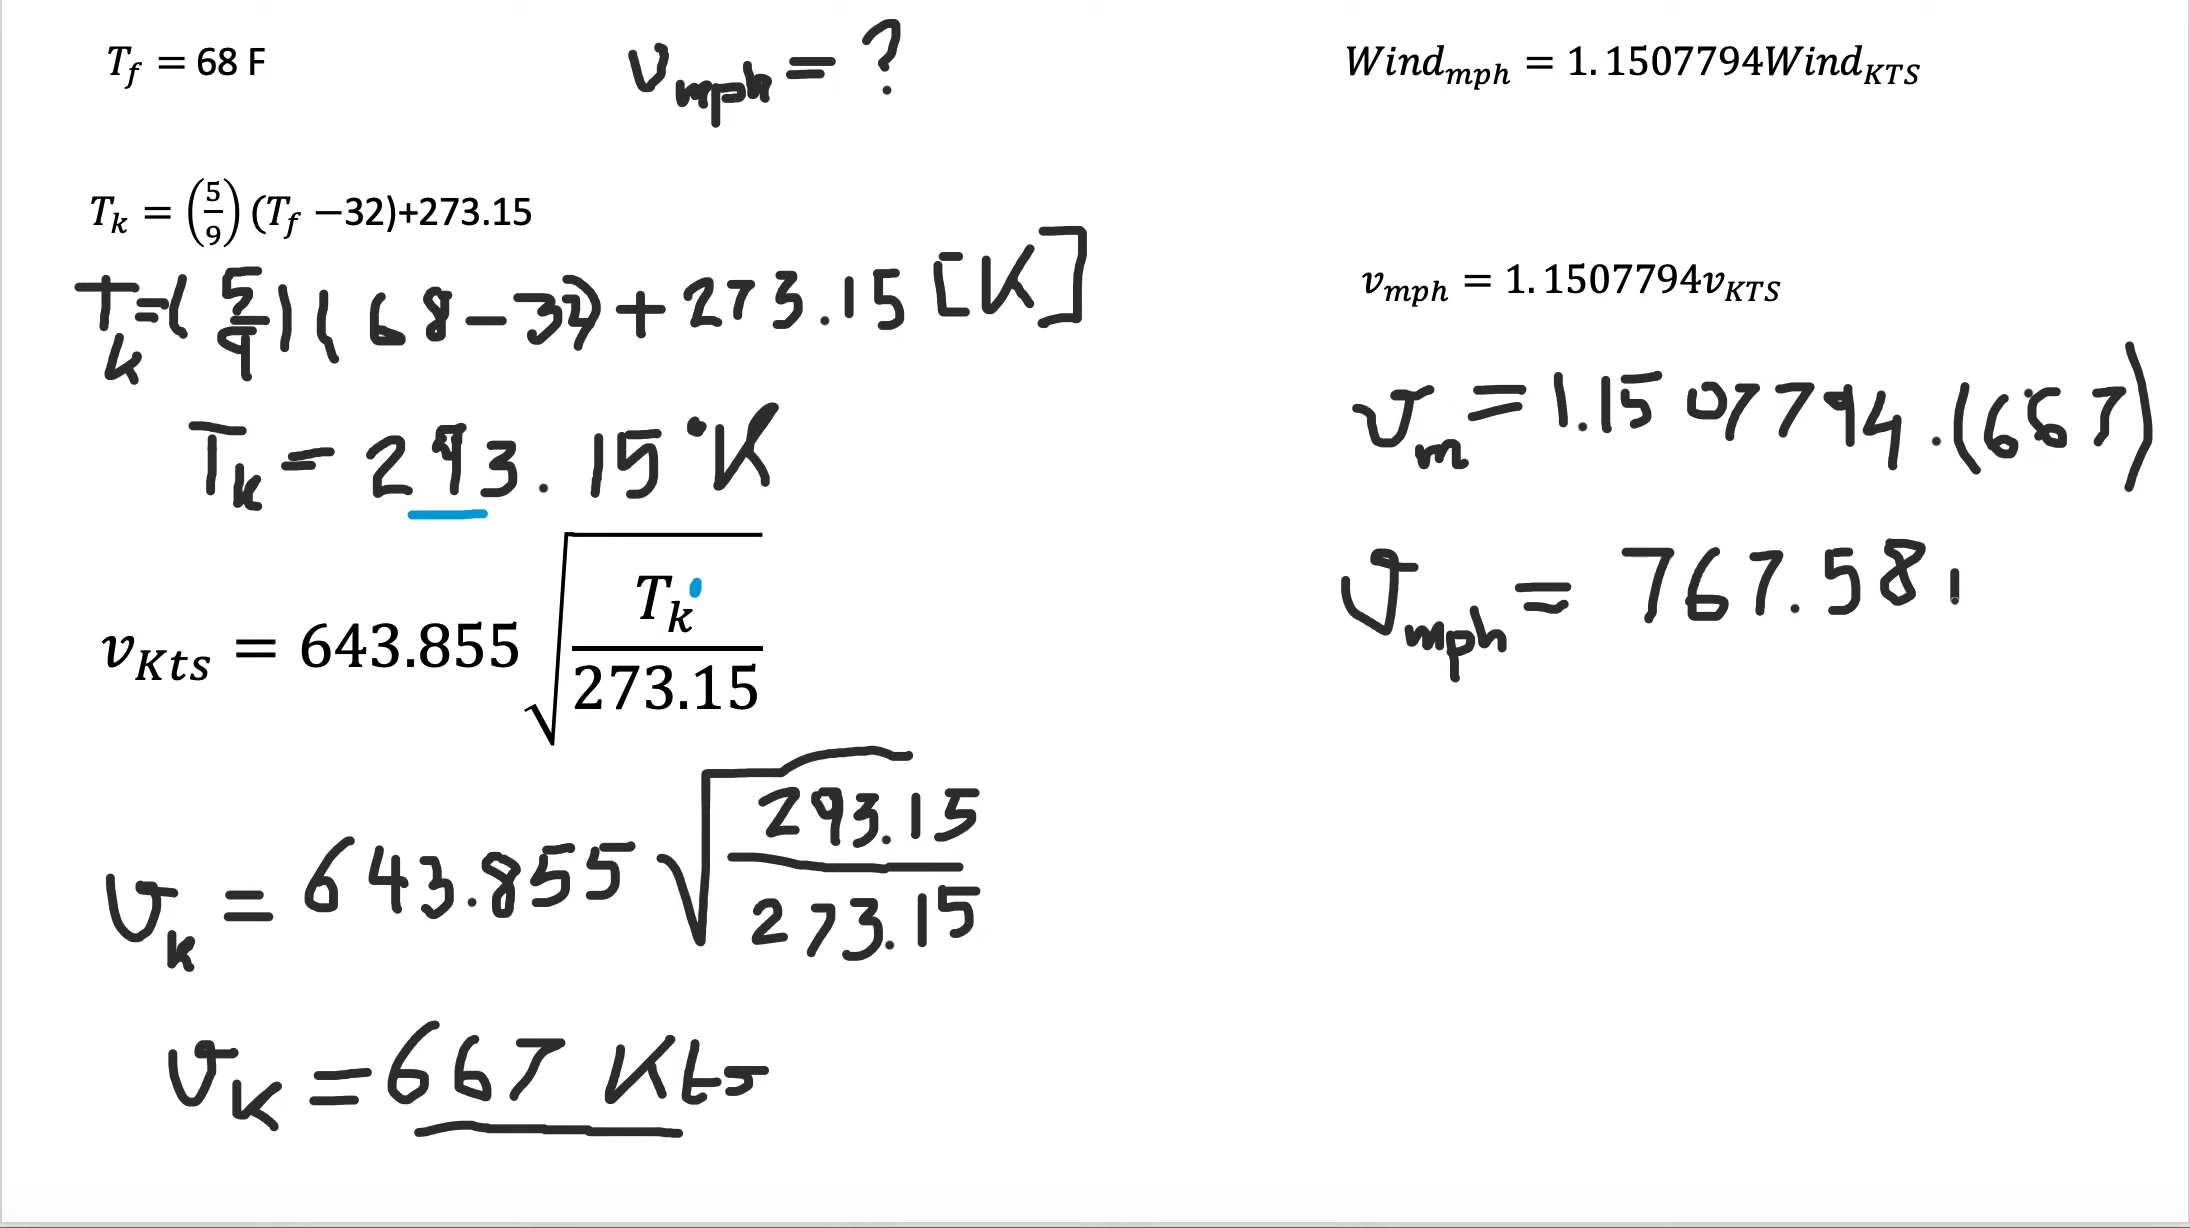 T_f = 68 F
v_mph = ?
T_k = (5/9) (T_f −32)+273.15
T_k = (5/9) (68 − 32) + 273.15 [K]
T_k = 293.15 °K
v_Kts = 643.855 √(T_k/273.15)
v_k = 643.855 √(293.15/273.15)
v_K = 667 Kts
Wind_mph = 1.1507794Wind_KTS
v_mph = 1.1507794v_KTS
v_m = 1.1507794 . (667)
v_mph = 767.581